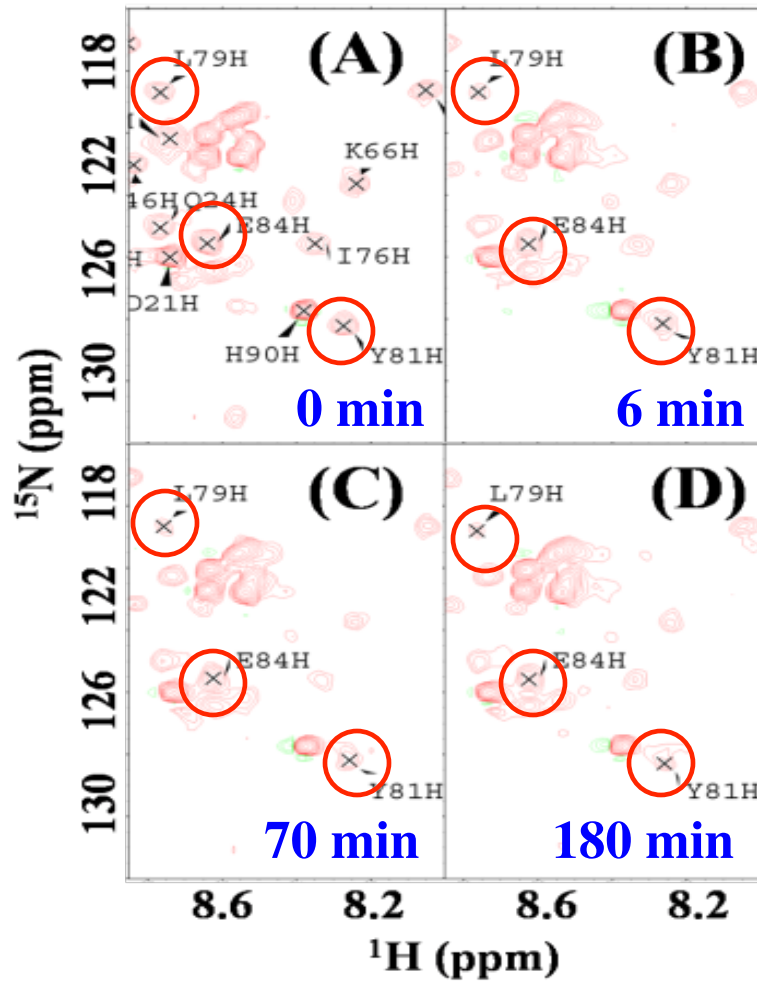 (A)
L79H
K66H
46H
Q24H
E84H
I76H
D21H
H90H
Y81H
0 min
(B)
L79H
E84H
Y81H
6 min
(C)
L79H
E84H
Y81H
70 min
(D)
L79H
E84H
Y81H
180 min
118
122
126
130
118
122
126
130
15N (ppm)
8.6
8.2
8.6
8.2
1H (ppm)